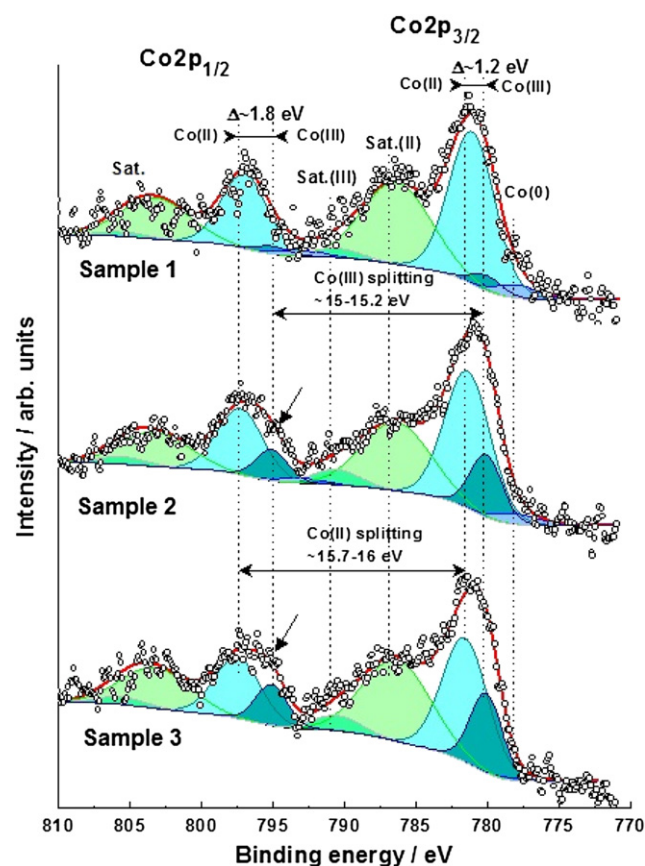 Co2p3/2
Co2p1/2
Δ~1.2 eV
Co(II)
Co(III)
Δ~1.8 eV
Co(II)
Co(III)
Sat.(II)
Sat.
Sat.(III)
Co(0)
Sample 1
Co(III) splitting
~15-15.2 eV
Sample 2
Co(II) splitting
~15.7-16 eV
Sample 3
Intensity / arb. units
810 805 800 795 790 785 780 775 770
Binding energy / eV